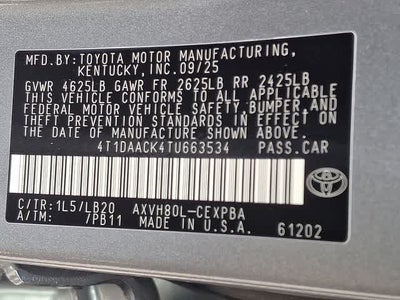 MFD.BY: TOYOTA MOTOR MANUFACTURING,
KENTUCKY, INC. 09/25
GVWR 4625LB GAWR FR 2625LB RR 2425LB
THIS VEHICLE CONFORMS TO ALL APPLICABLE
FEDERAL MOTOR VEHICLE SAFETY, BUMPER, AND
THEFT PREVENTION STANDARDS IN EFFECT ON
THE DATE OF MANUFACTURE SHOWN ABOVE.
4T1DAACK4TU663534 PASS.CAR
C/TR: 1L5/LB20 AXVH80L-CEXPBA
A/TM: 7PB11 MADE IN U.S.A. 61202
TOYOTA